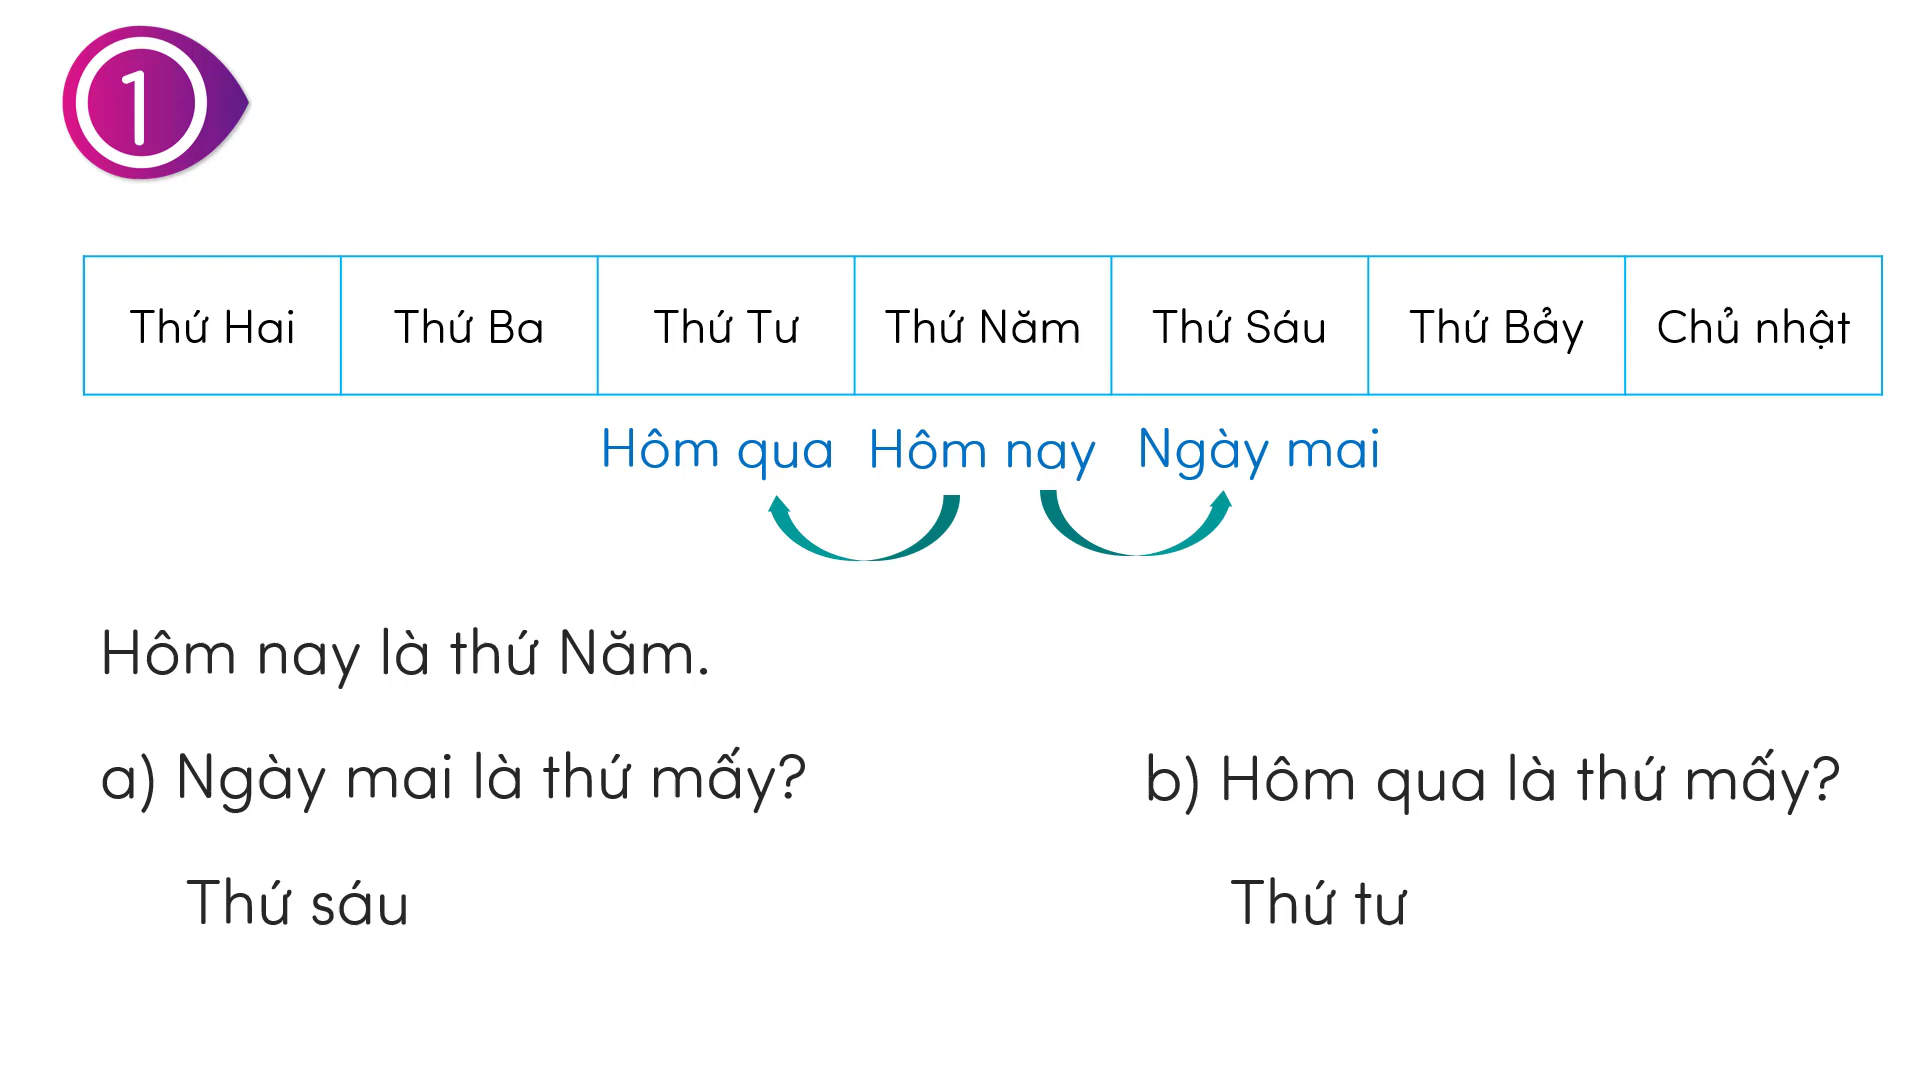 1
Thứ Hai Thứ Ba Thứ Tư Thứ Năm Thứ Sáu Thứ Bảy Chủ nhật
Hôm qua Hôm nay Ngày mai
Hôm nay là thứ Năm.
a) Ngày mai là thứ mấy? b) Hôm qua là thứ mấy?
Thứ sáu Thứ tư